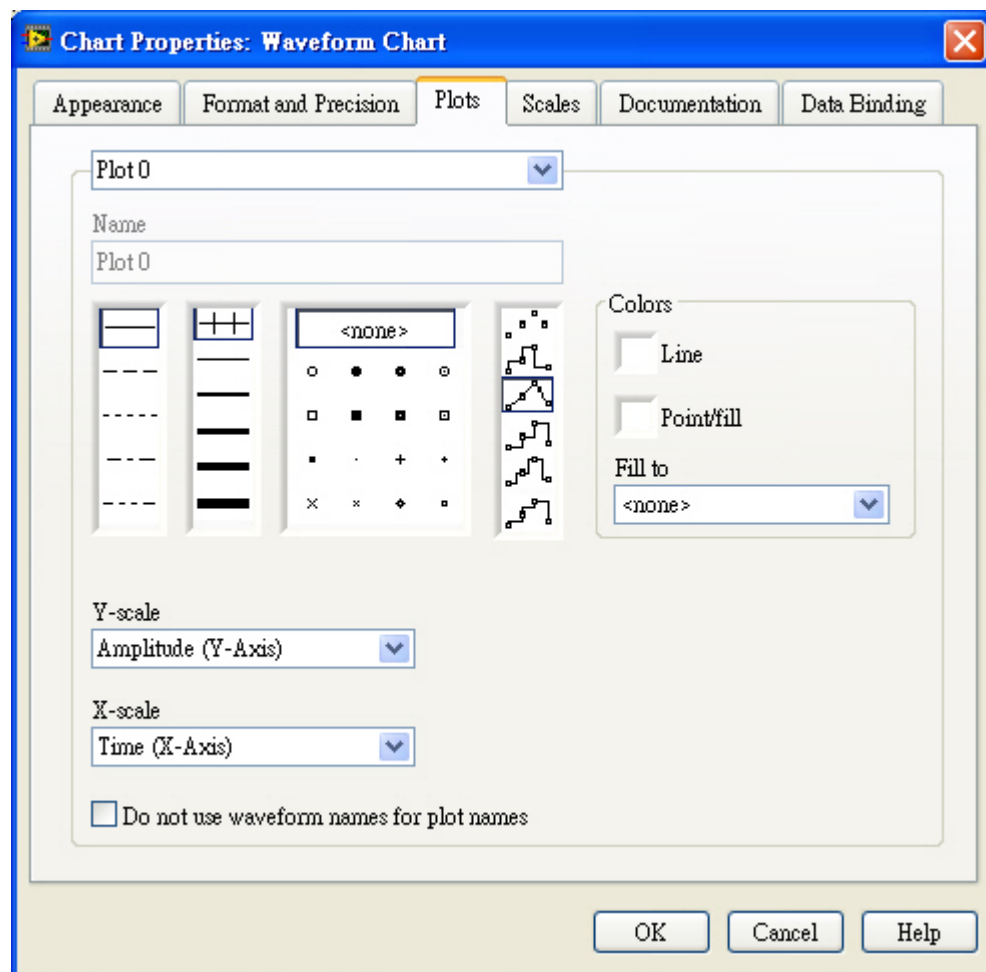 Chart Properties: Waveform Chart
Appearance
Format and Precision
Plots
Scales
Documentation
Data Binding
Plot 0
Name
Plot 0
<none>
Colors
Line
Point/fill
Fill to
<none>
Y-scale
Amplitude (Y-Axis)
X-scale
Time (X-Axis)
Do not use waveform names for plot names
OK
Cancel
Help